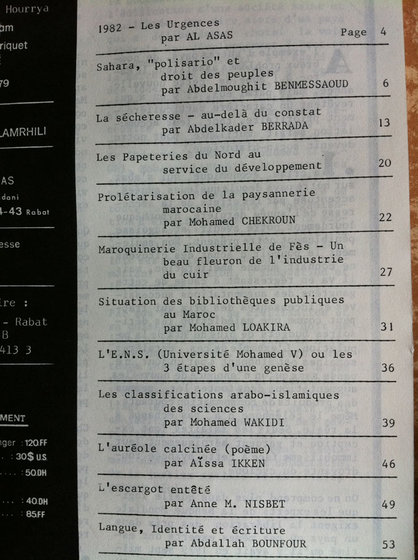 Hourrya
riquet
79
LAMRHILI
AS
dani
-43 Rabat
esse
ire :
- Rabat
B
413 3
MENT
nger : 120FF
... : 30$ U.S
.... : 50DH
.... : 40DH
.... : 85FF
1982 - Les Urgences
par AL ASAS Page 4
Sahara, "polisario" et
droit des peuples
par Abdelmoughit BENMESSAOUD 6
La sécheresse - au-delà du constat
par Abdelkader BERRADA 13
Les Papeteries du Nord au
service du développement 20
Prolétarisation de la paysannerie
marocaine
par Mohamed CHEKROUN 22
Maroquinerie Industrielle de Fès - Un
beau fleuron de l'industrie
du cuir 27
Situation des bibliothèques publiques
au Maroc
par Mohamed LOAKIRA 31
L'E.N.S. (Université Mohamed V) ou les
3 étapes d'une genèse 36
Les classifications arabo-islamiques
des sciences
par Mohamed WAKIDI 39
L'auréole calcinée (poème)
par Aïssa IKKEN 46
L'escargot entêté
par Anne M. NISBET 49
Langue, Identité et écriture
par Abdallah BOUNFOUR 53